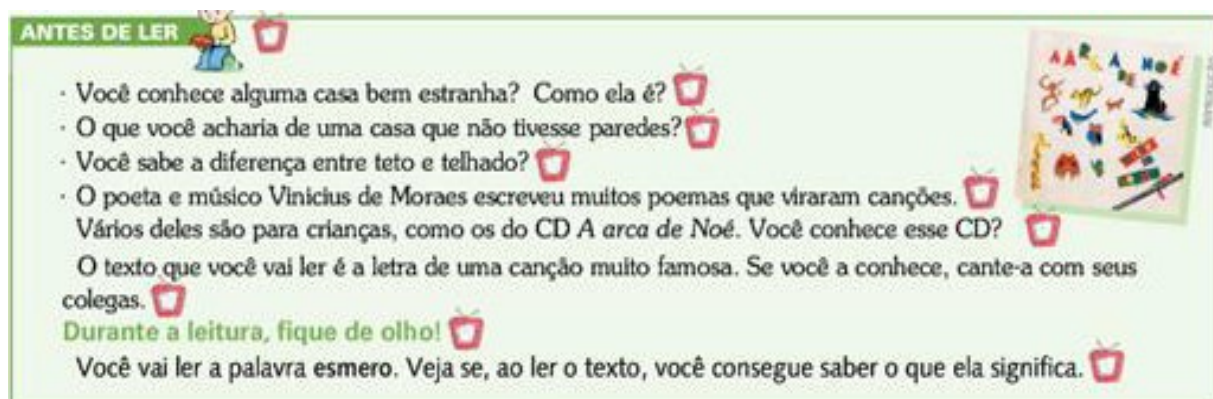 ANTES DE LER
A ARCA DE NOÉ
· Você conhece alguma casa bem estranha? Como ela é?
· O que você acharia de uma casa que não tivesse paredes?
· Você sabe a diferença entre teto e telhado?
· O poeta e músico Vinicius de Moraes escreveu muitos poemas que viraram canções.
Vários deles são para crianças, como os do CD A arca de Noé. Você conhece esse CD?
O texto que você vai ler é a letra de uma canção muito famosa. Se você a conhece, cante-a com seus
colegas.
Durante a leitura, fique de olho!
Você vai ler a palavra esmero. Veja se, ao ler o texto, você consegue saber o que ela significa.